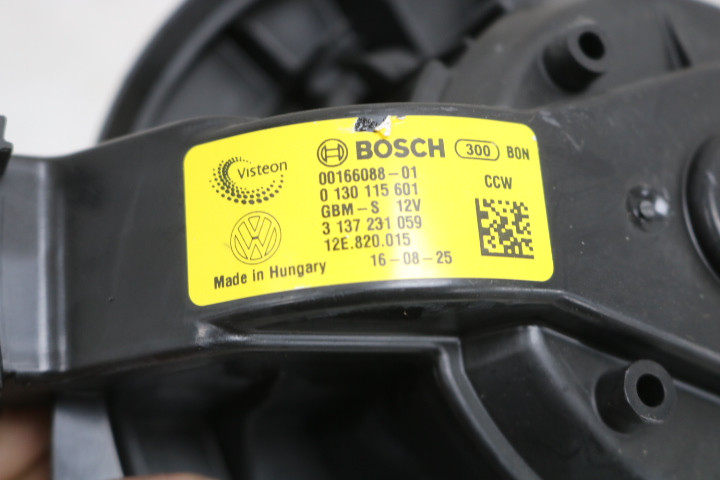 Visteon
BOSCH 300 BON
00166088-01
0 130 115 601 CCW
GBM-S 12V
3 137 231 059
12E.820.015
Made in Hungary 16-08-25